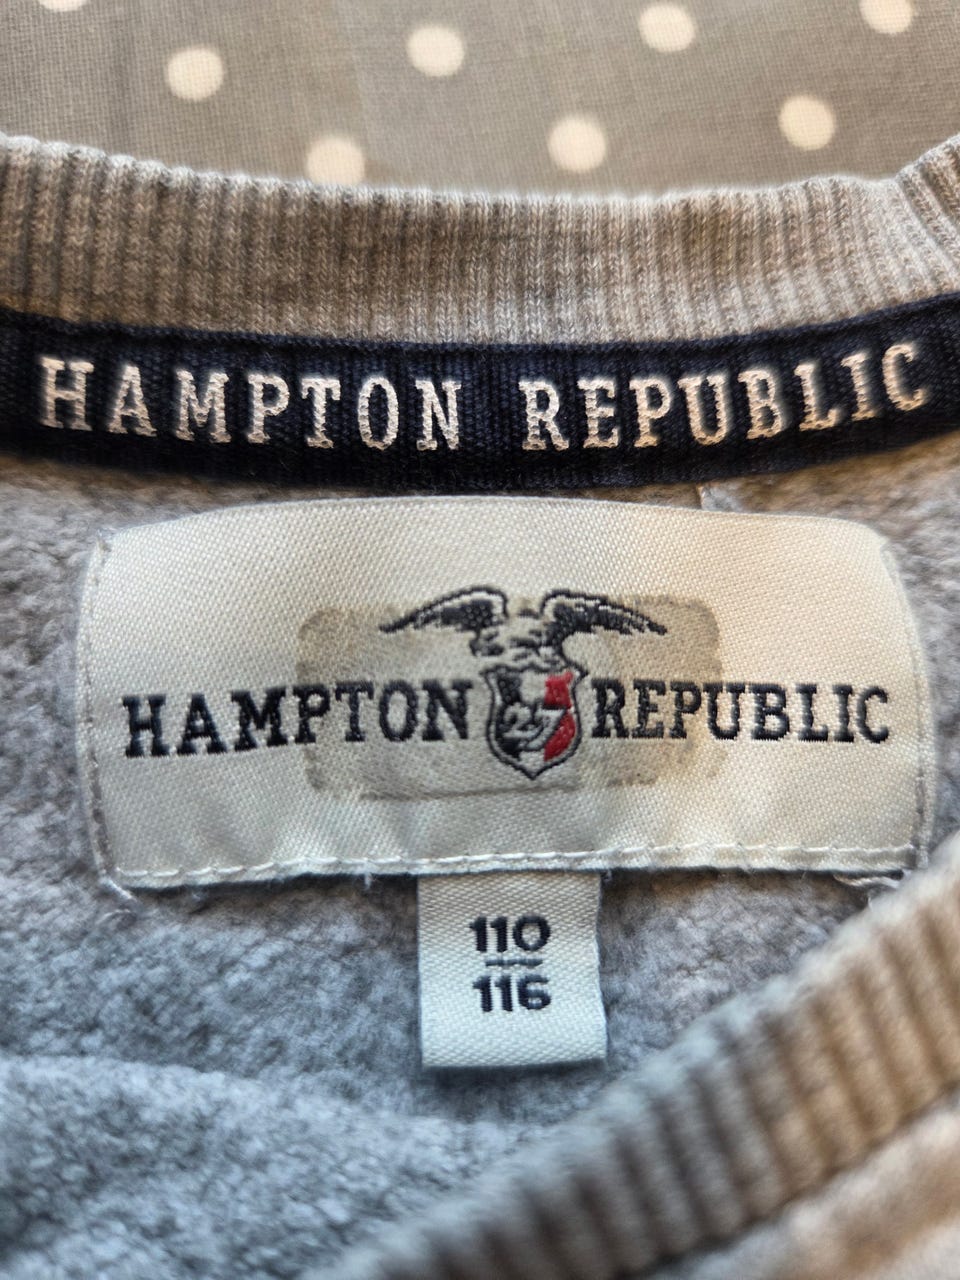 HAMPTON REPUBLIC
HAMPTON 27 REPUBLIC
110
116